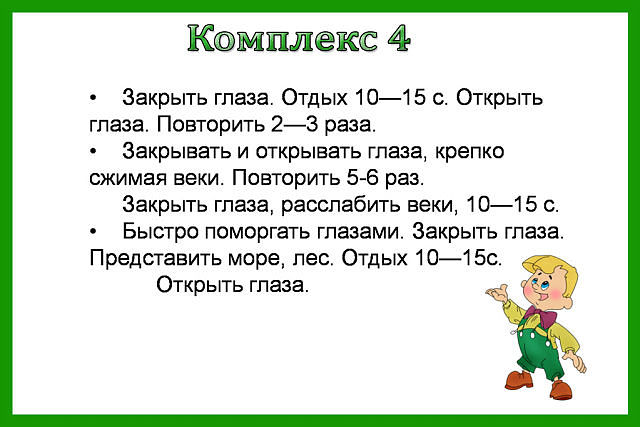 Комплекс 4
• Закрыть глаза. Отдых 10—15 с. Открыть
глаза. Повторить 2—3 раза.
• Закрывать и открывать глаза, крепко
сжимая веки. Повторить 5-6 раз.
Закрыть глаза, расслабить веки, 10—15 с.
• Быстро поморгать глазами. Закрыть глаза.
Представить море, лес. Отдых 10—15с.
Открыть глаза.